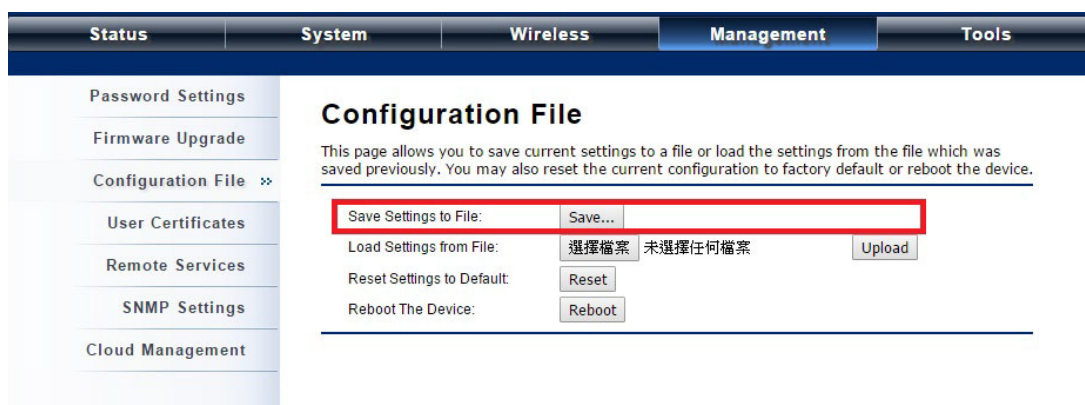 Status System Wireless Management Tools
Password Settings
Firmware Upgrade
Configuration File »
User Certificates
Remote Services
SNMP Settings
Cloud Management
Configuration File
This page allows you to save current settings to a file or load the settings from the file which was
saved previously. You may also reset the current configuration to factory default or reboot the device.
Save Settings to File: Save...
Load Settings from File: 選擇檔案 未選擇任何檔案 Upload
Reset Settings to Default: Reset
Reboot The Device: Reboot